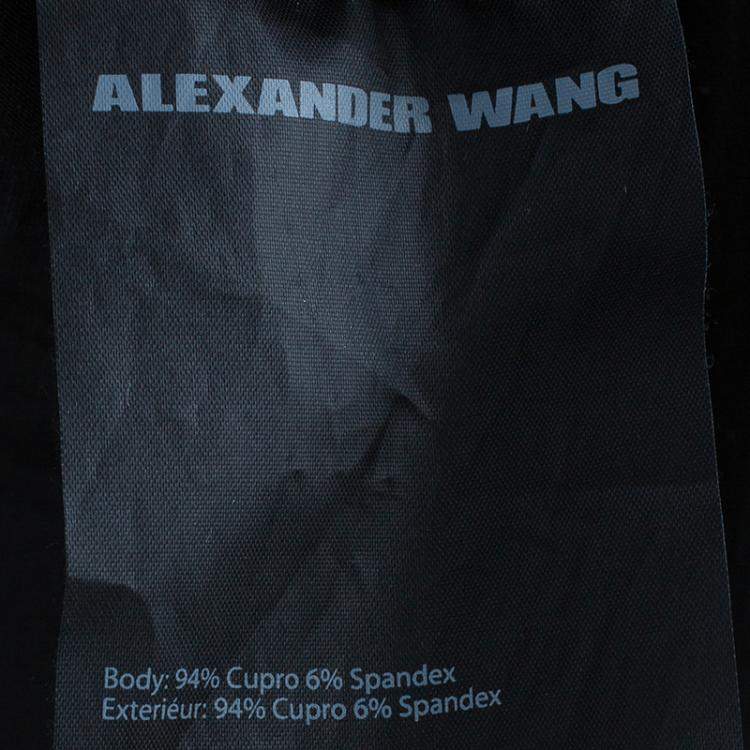 ALEXANDER WANG
Body: 94% Cupro 6% Spandex
Exteriéur: 94% Cupro 6% Spandex